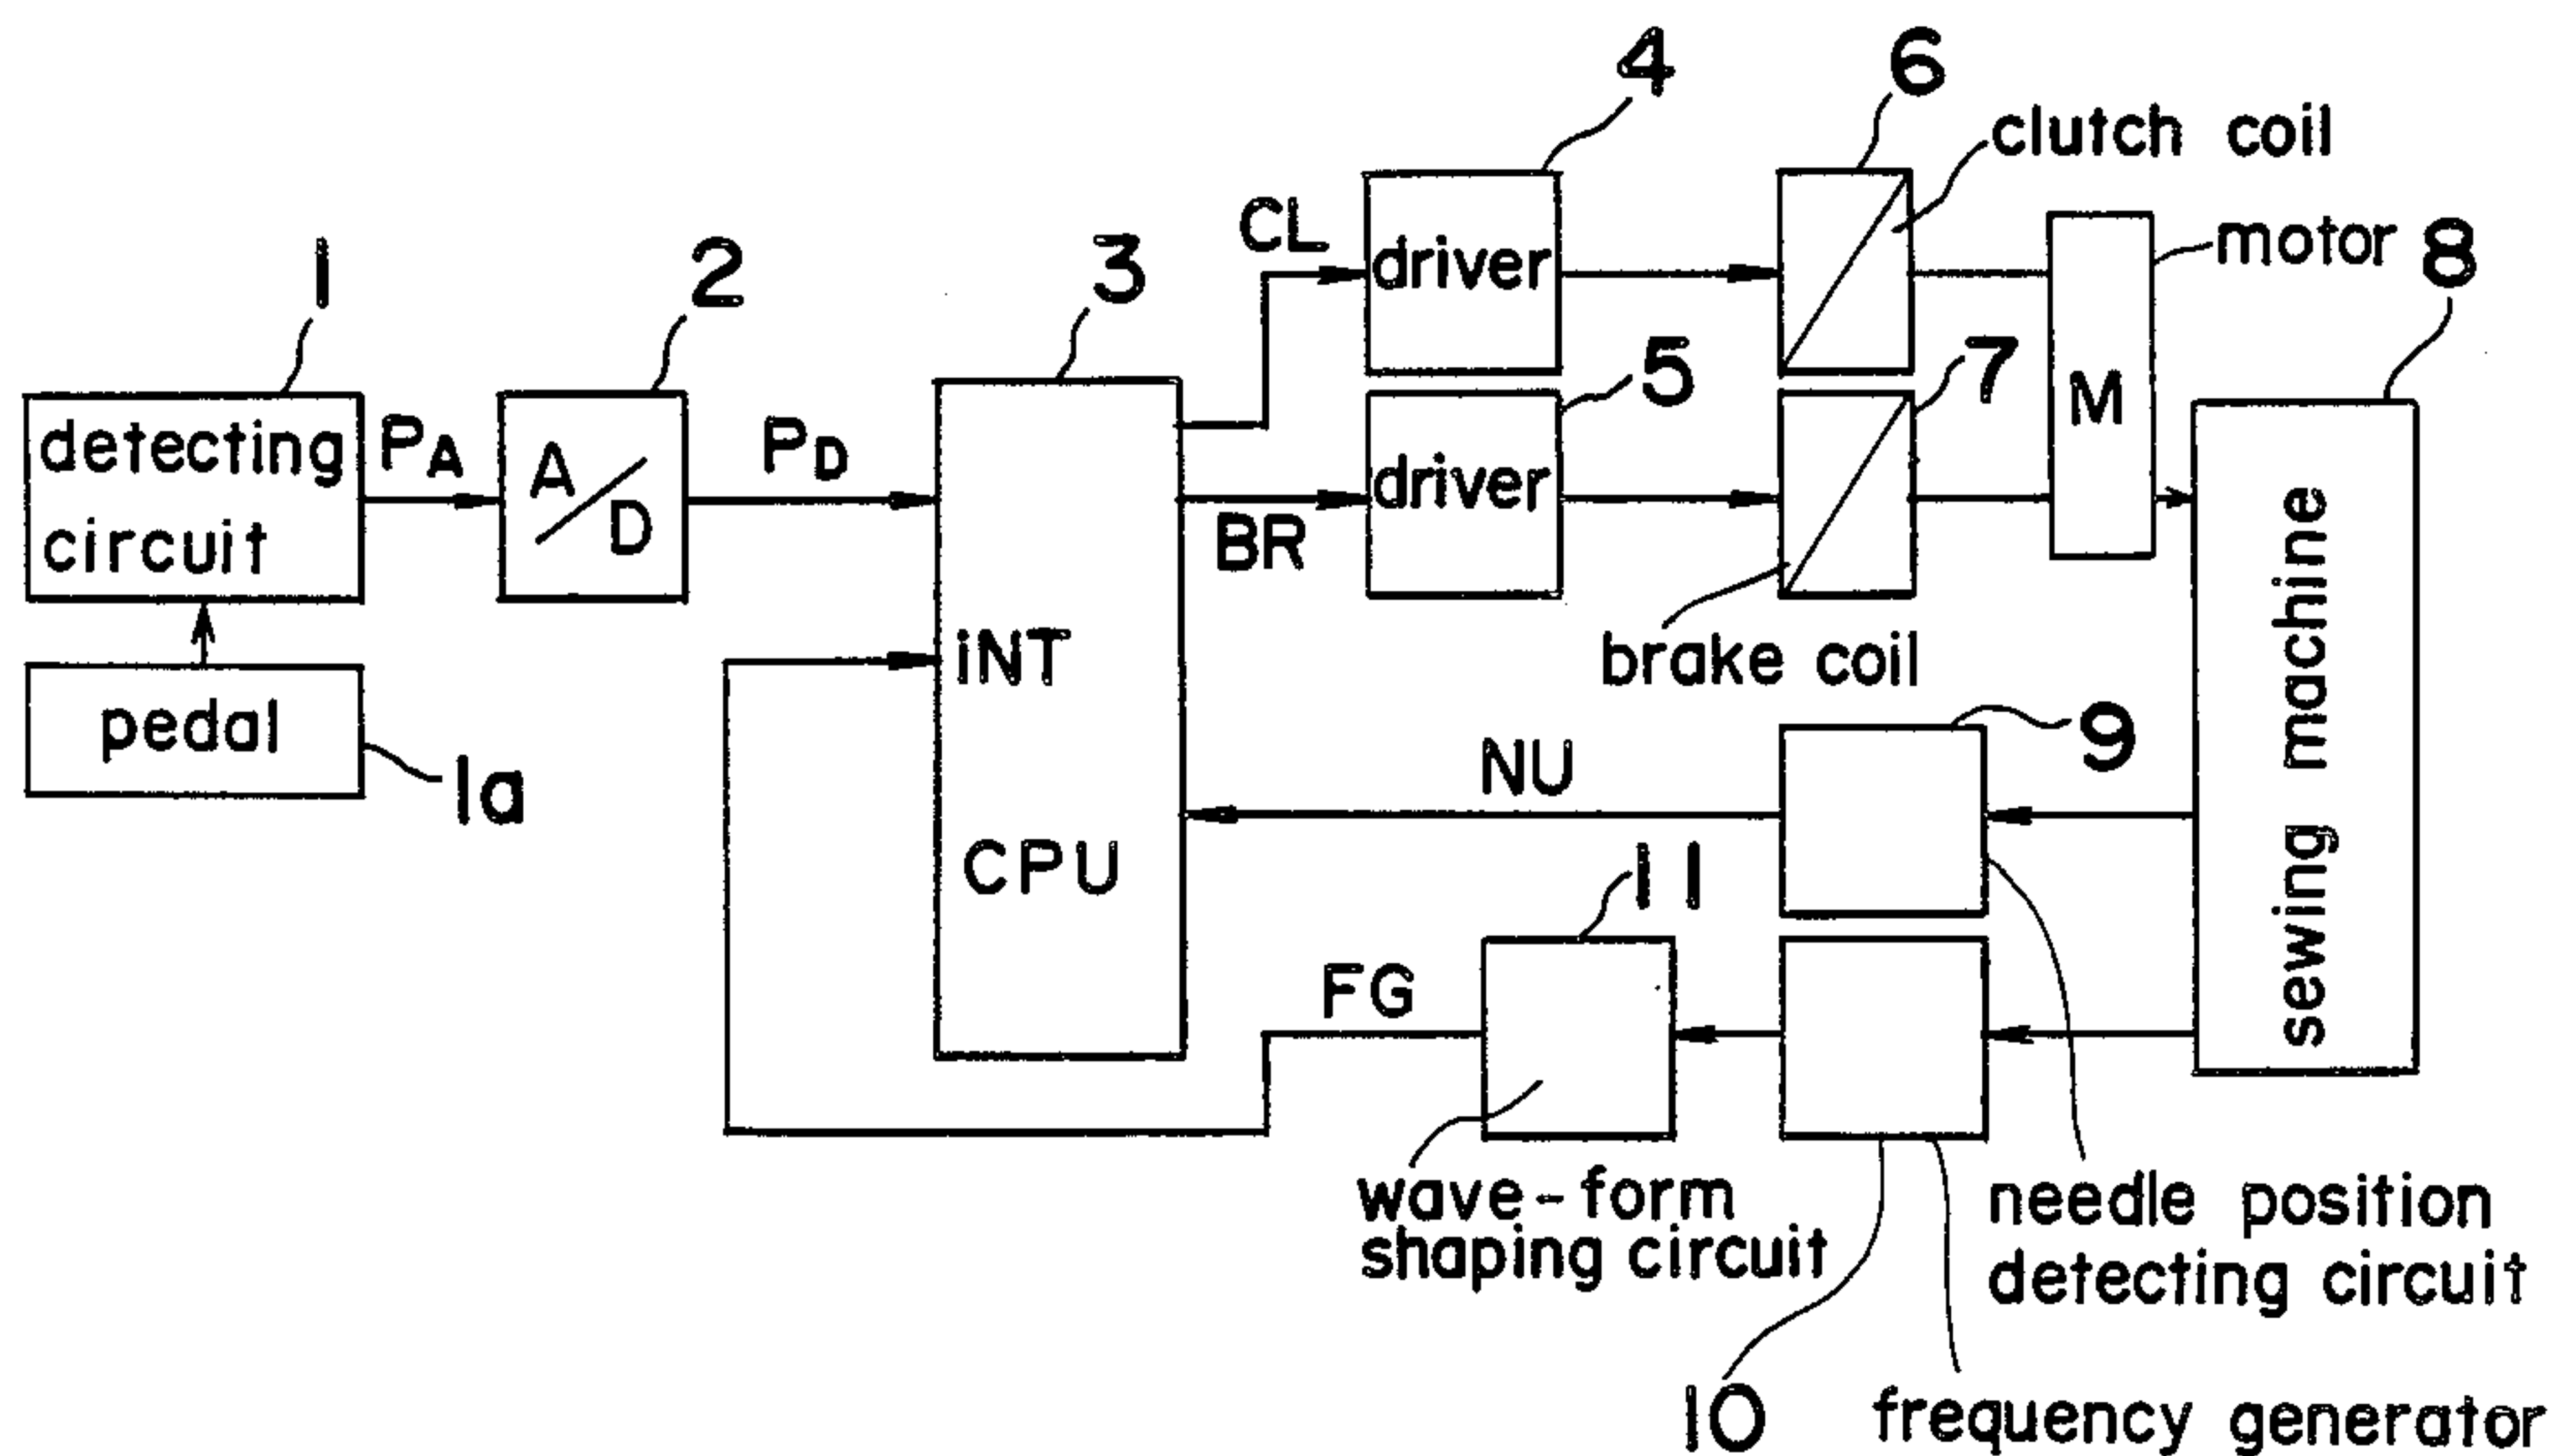 4
6
clutch coil
CL
driver
motor
8
1
2
3
detecting
circuit
PA
A/D
PD
BR
driver
5
7
M
pedal
1a
iNT
CPU
brake coil
sewing machine
NU
9
11
FG
wave-form
shaping circuit
needle position
detecting circuit
10
frequency generator